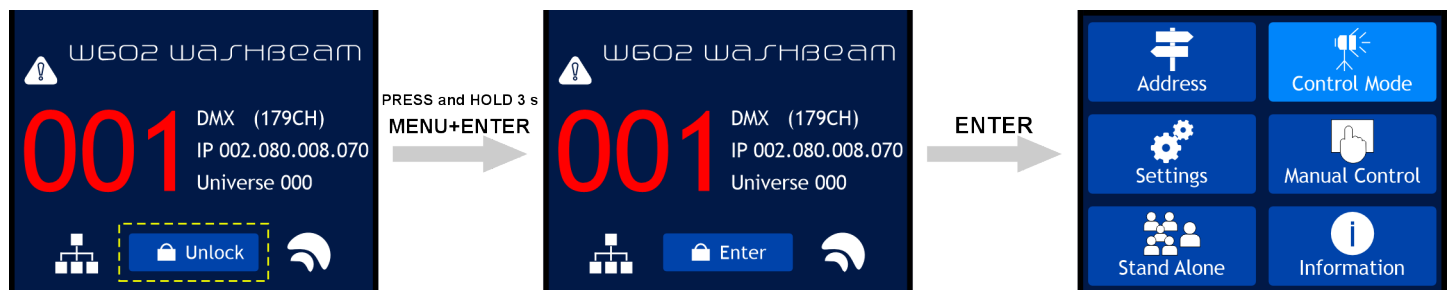 WG02 WASHBEAM
001
DMX (179CH)
IP 002.080.008.070
Universe 000
Unlock
PRESS and HOLD 3 s
MENU+ENTER
WG02 WASHBEAM
001
DMX (179CH)
IP 002.080.008.070
Universe 000
Enter
ENTER
Address
Control Mode
Settings
Manual Control
Stand Alone
Information